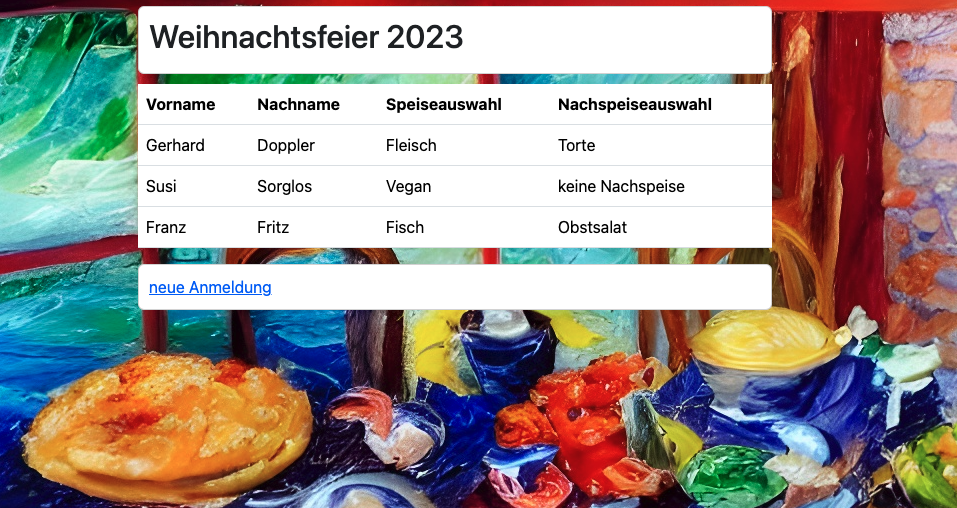 Weihnachtsfeier 2023
Vorname Nachname Speiseauswahl Nachspeiseauswahl
Gerhard Doppler Fleisch Torte
Susi Sorglos Vegan keine Nachspeise
Franz Fritz Fisch Obstsalat
neue Anmeldung